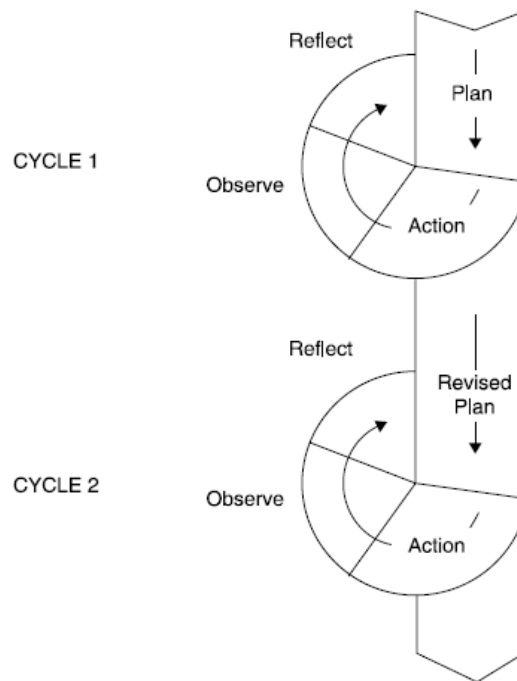 Reflect
Plan
CYCLE 1
Observe
Action
Reflect
Revised
Plan
CYCLE 2
Observe
Action